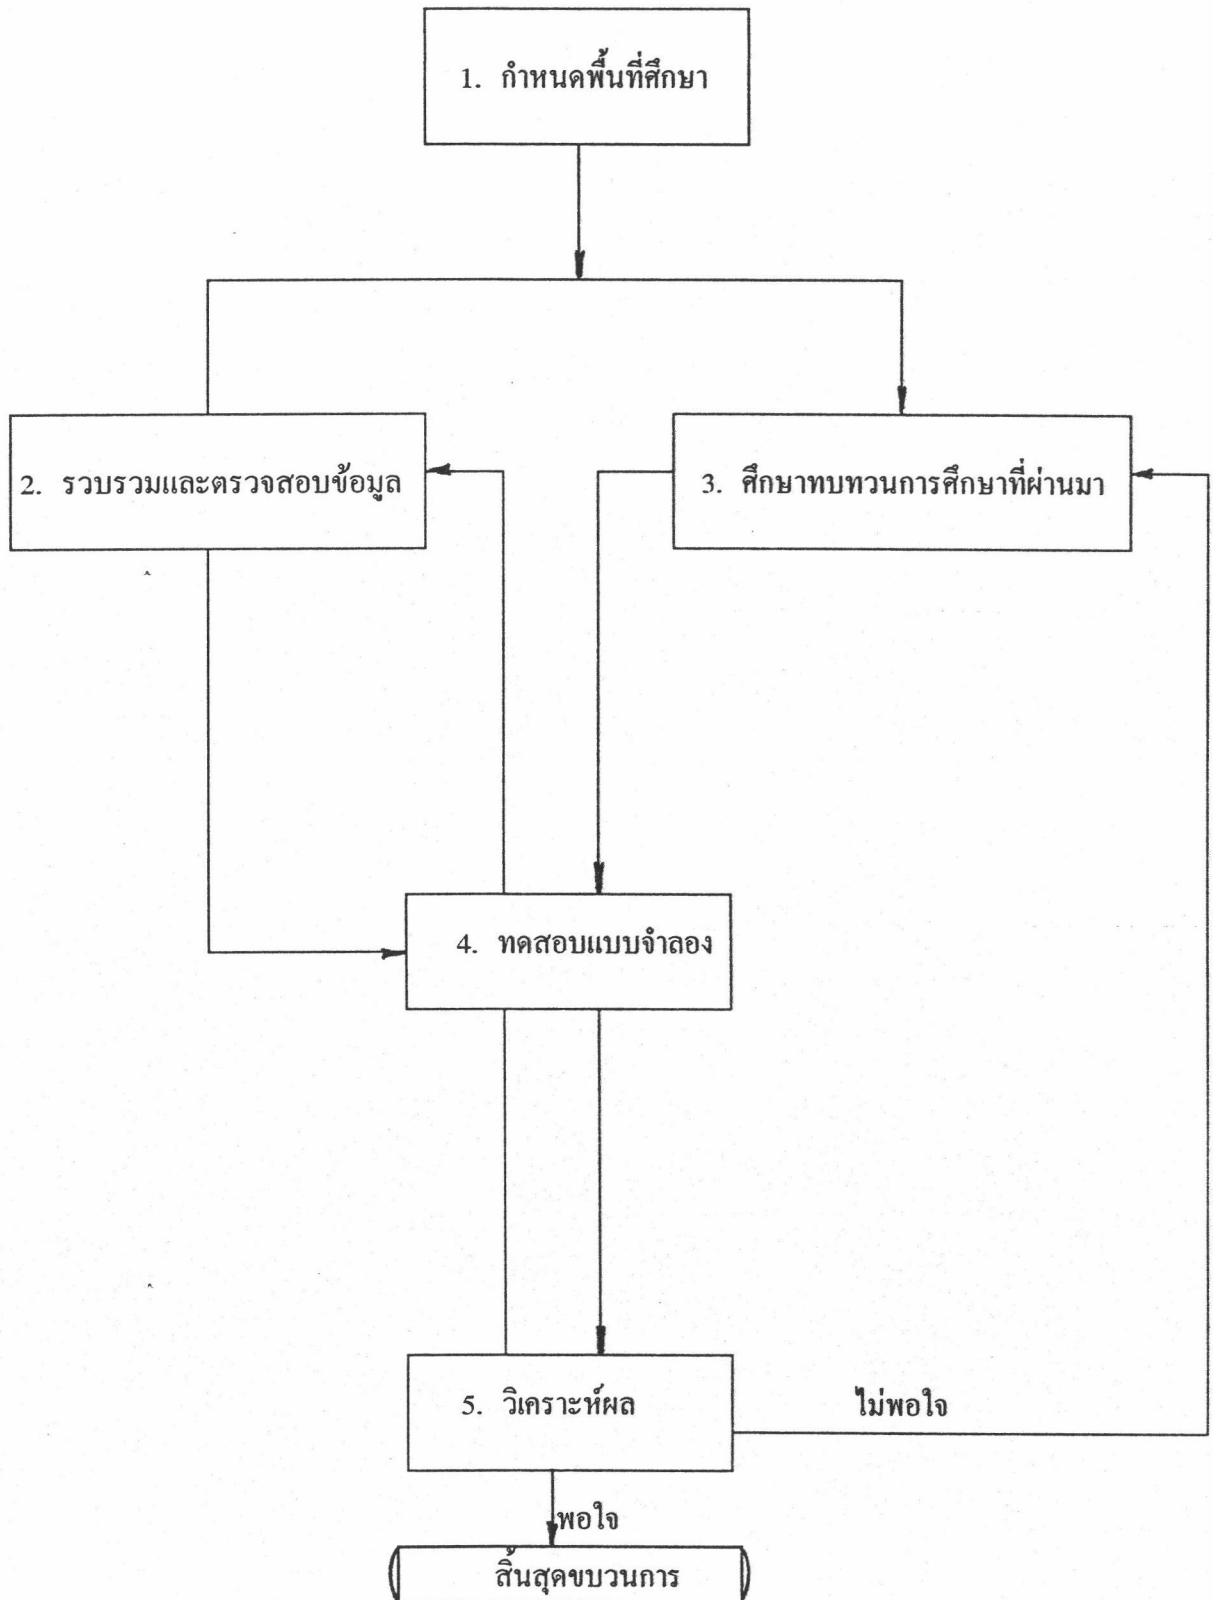 1. กำหนดพื้นที่ศึกษา
2. รวบรวมและตรวจสอบข้อมูล
3. ศึกษาทบทวนการศึกษาที่ผ่านมา
4. ทดสอบแบบจำลอง
5. วิเคราะห์ผล
ไม่พอใจ
พอใจ
สิ้นสุดขบวนการ